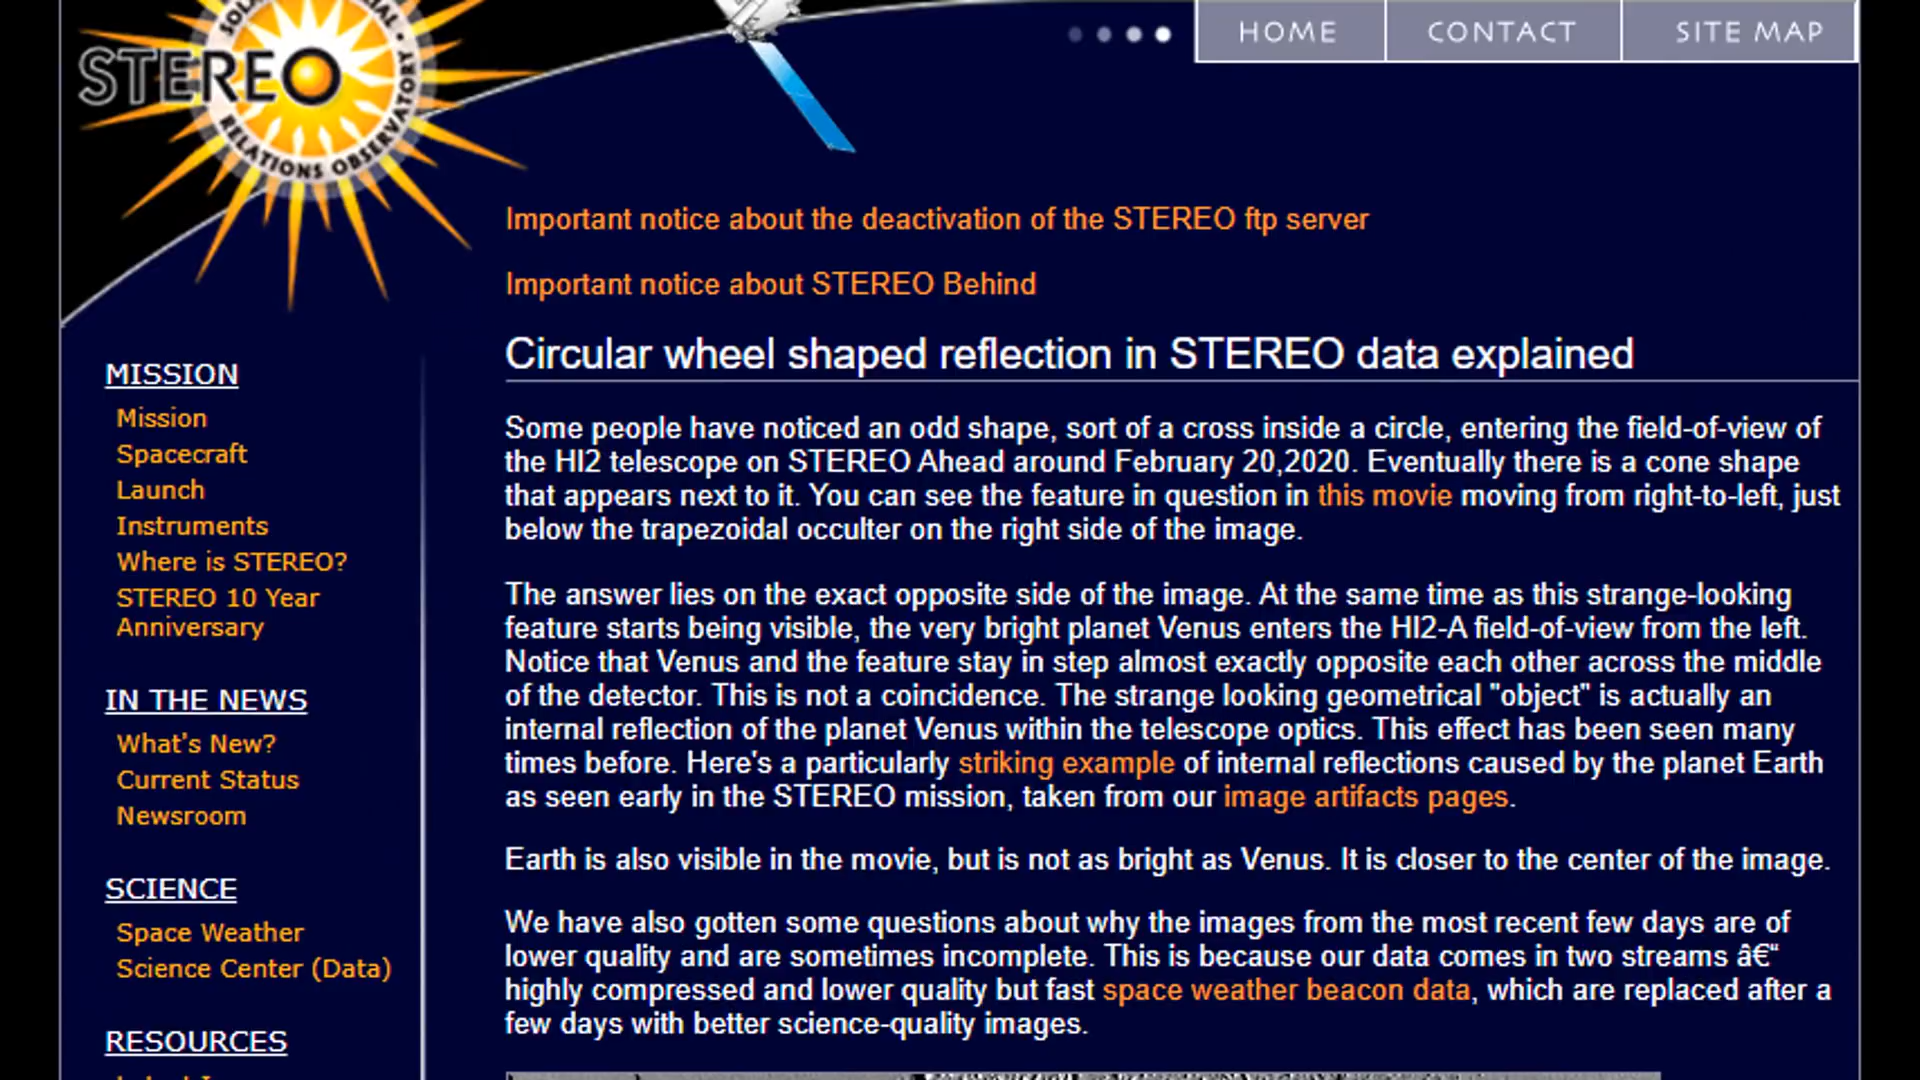 HOME CONTACT SITE MAP
STEREO
RELATIONS OBSERVATORY
Important notice about the deactivation of the STEREO ftp server
Important notice about STEREO Behind
Circular wheel shaped reflection in STEREO data explained
MISSION
Mission
Spacecraft
Launch
Instruments
Where is STEREO?
STEREO 10 Year
Anniversary
IN THE NEWS
What's New?
Current Status
Newsroom
SCIENCE
Space Weather
Science Center (Data)
RESOURCES
Some people have noticed an odd shape, sort of a cross inside a circle, entering the field-of-view of
the HI2 telescope on STEREO Ahead around February 20,2020. Eventually there is a cone shape
that appears next to it. You can see the feature in question in this movie moving from right-to-left, just
below the trapezoidal occulter on the right side of the image.
The answer lies on the exact opposite side of the image. At the same time as this strange-looking
feature starts being visible, the very bright planet Venus enters the HI2-A field-of-view from the left.
Notice that Venus and the feature stay in step almost exactly opposite each other across the middle
of the detector. This is not a coincidence. The strange looking geometrical "object" is actually an
internal reflection of the planet Venus within the telescope optics. This effect has been seen many
times before. Here's a particularly striking example of internal reflections caused by the planet Earth
as seen early in the STEREO mission, taken from our image artifacts pages.
Earth is also visible in the movie, but is not as bright as Venus. It is closer to the center of the image.
We have also gotten some questions about why the images from the most recent few days are of
lower quality and are sometimes incomplete. This is because our data comes in two streams â€“
highly compressed and lower quality but fast space weather beacon data, which are replaced after a
few days with better science-quality images.